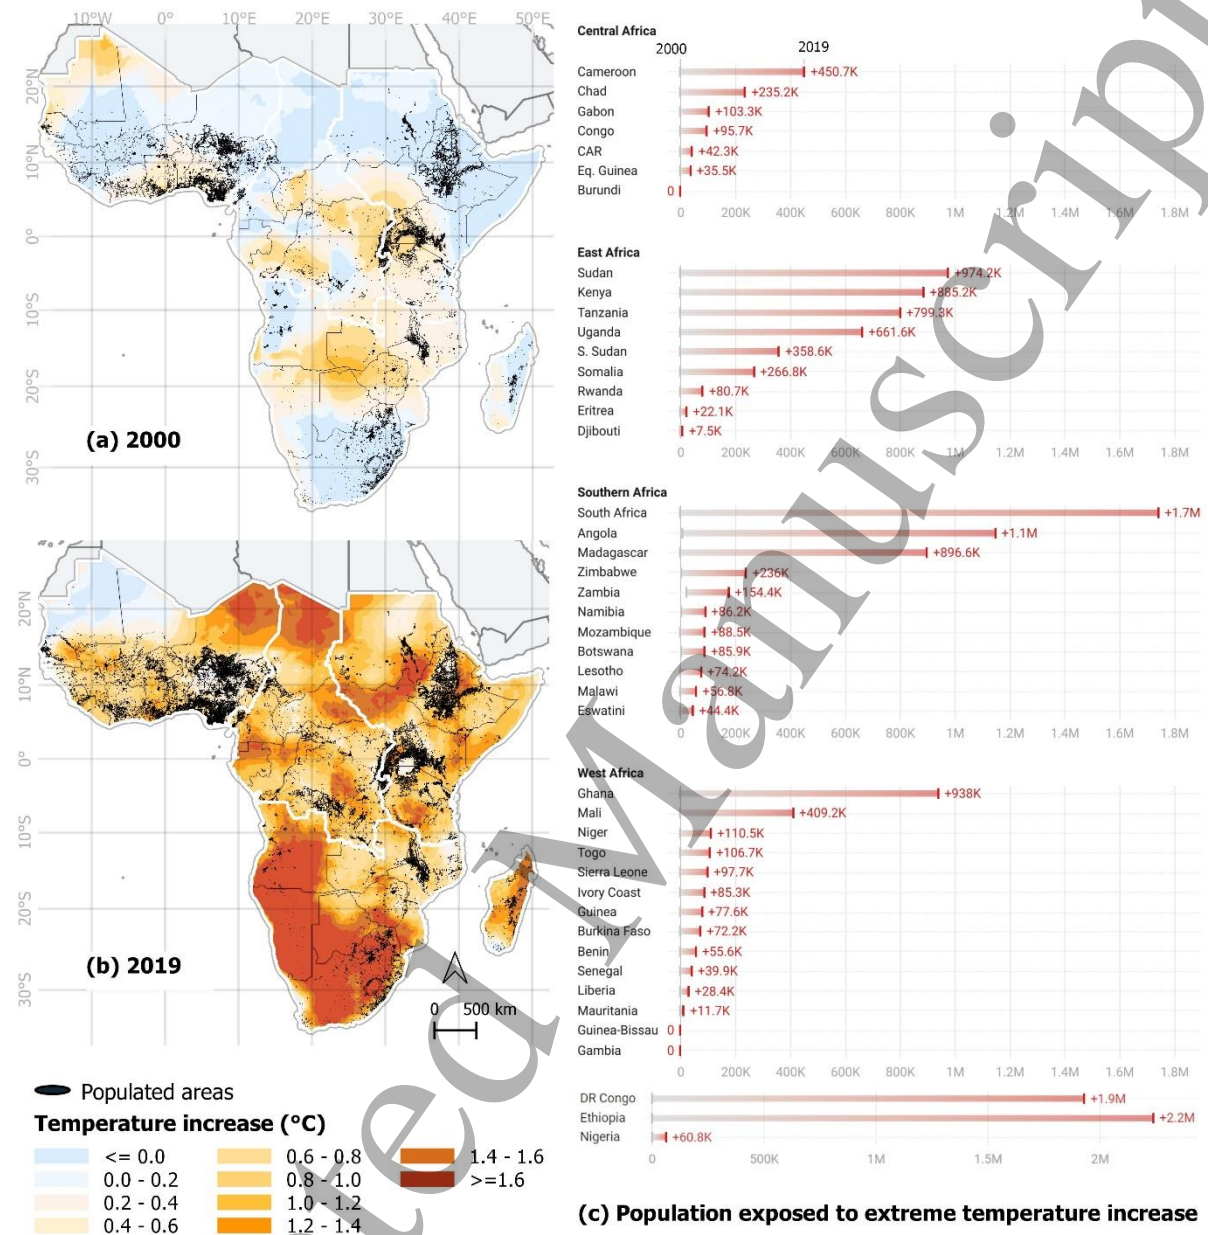 10°W 0° 10°E 20°E 30°E 40°E 50°E
20°N
10°N
0°
10°S
20°S
30°S
(a) 2000
20°N
10°N
0°
10°S
20°S
30°S
(b) 2019
0 500 km
Populated areas
Temperature increase (°C)
<= 0.0
0.0 - 0.2
0.2 - 0.4
0.4 - 0.6
0.6 - 0.8
0.8 - 1.0
1.0 - 1.2
1.2 - 1.4
1.4 - 1.6
>=1.6
Central Africa
2000 2019
Cameroon +450.7K
Chad +235.2K
Gabon +103.3K
Congo +95.7K
CAR +42.3K
Eq. Guinea +35.5K
Burundi 0
0 200K 400K 600K 800K 1M 1.2M 1.4M 1.6M 1.8M
East Africa
Sudan +974.2K
Kenya +885.2K
Tanzania +799.3K
Uganda +661.6K
S. Sudan +358.6K
Somalia +266.8K
Rwanda +80.7K
Eritrea +22.1K
Djibouti +7.5K
0 200K 400K 600K 800K 1M 1.2M 1.4M 1.6M 1.8M
Southern Africa
South Africa +1.7M
Angola +1.1M
Madagascar +896.6K
Zimbabwe +236K
Zambia +154.4K
Namibia +86.2K
Mozambique +88.5K
Botswana +85.9K
Lesotho +74.2K
Malawi +56.8K
Eswatini +44.4K
0 200K 400K 600K 800K 1M 1.2M 1.4M 1.6M 1.8M
West Africa
Ghana +938K
Mali +409.2K
Niger +110.5K
Togo +106.7K
Sierra Leone +97.7K
Ivory Coast +85.3K
Guinea +77.6K
Burkina Faso +72.2K
Benin +55.6K
Senegal +39.9K
Liberia +28.4K
Mauritania +11.7K
Guinea-Bissau 0
Gambia 0
0 200K 400K 600K 800K 1M 1.2M 1.4M 1.6M 1.8M
DR Congo +1.9M
Ethiopia +2.2M
Nigeria +60.8K
0 500K 1M 1.5M 2M
(c) Population exposed to extreme temperature increase
ted Manuscrip